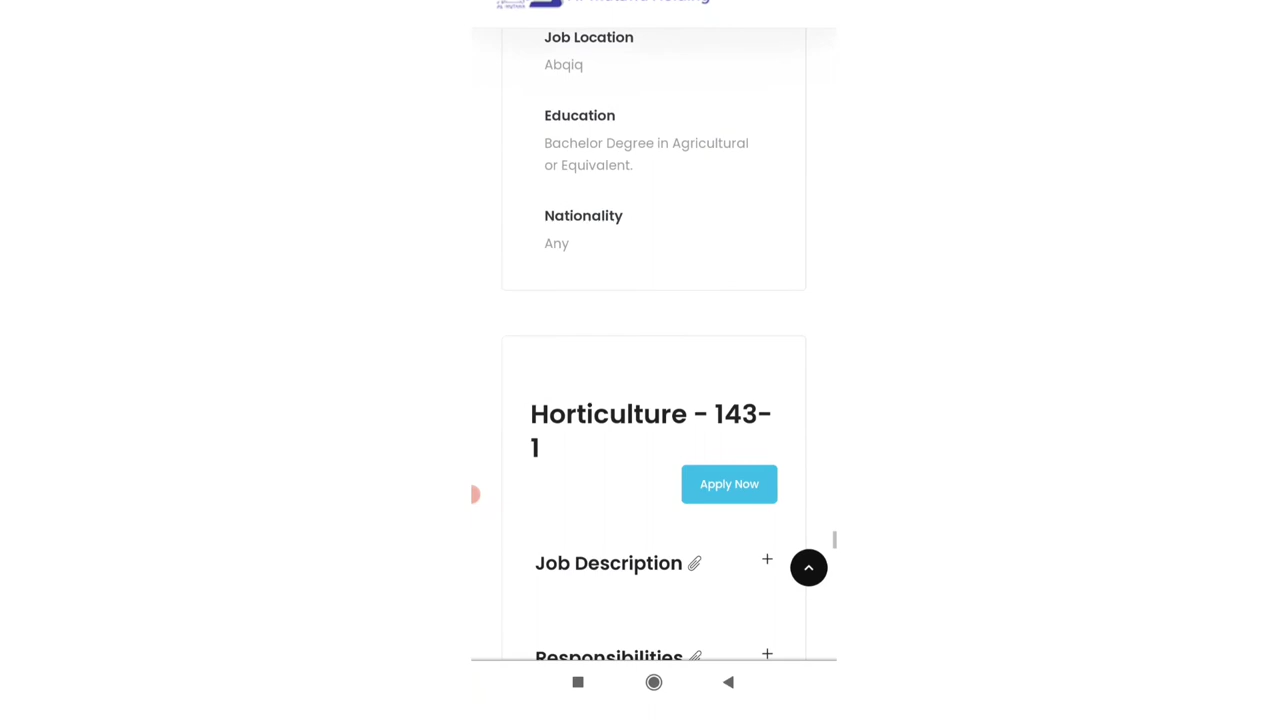 Job Location
Abqiq
Education
Bachelor Degree in Agricultural
or Equivalent.
Nationality
Any
Horticulture - 143-
1
Apply Now
Job Description
Responsibilities